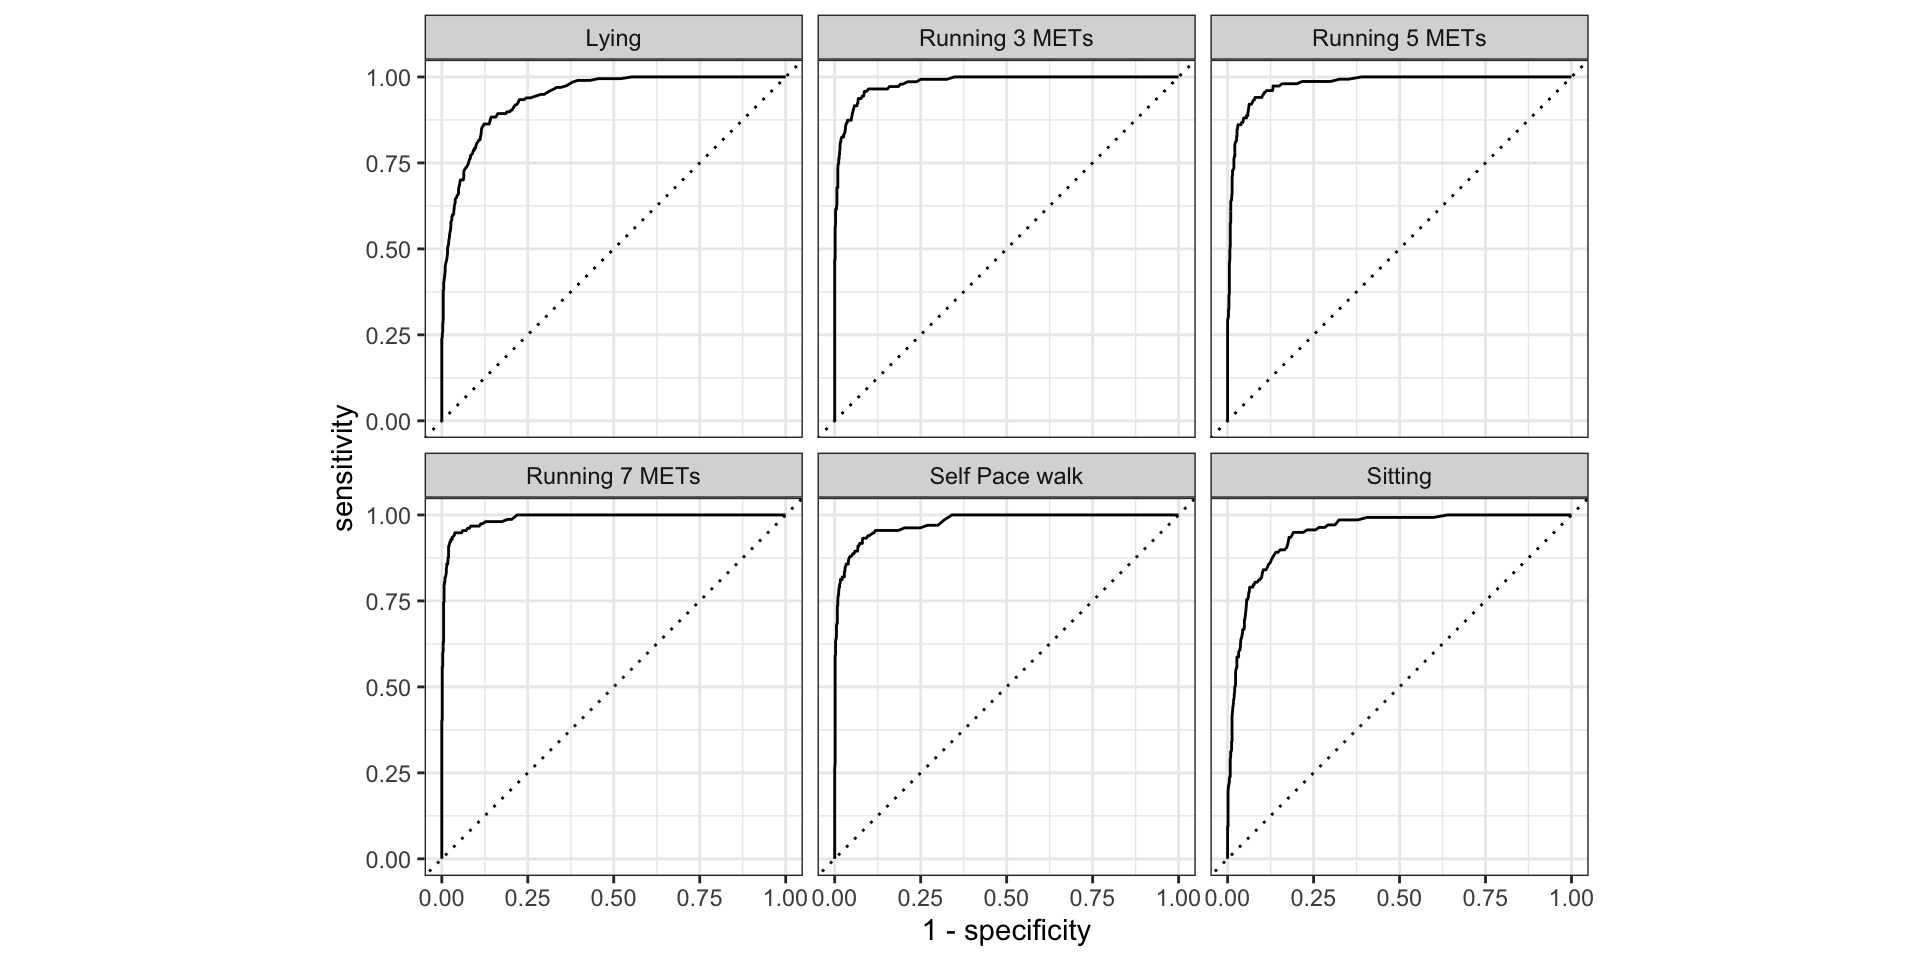 Lying
Running 3 METs
Running 5 METs
1.00
0.75
0.50
0.25
0.00
sensitivity
Running 7 METs
Self Pace walk
Sitting
1.00
0.75
0.50
0.25
0.00
0.00 0.25 0.50 0.75 1.00
0.00 0.25 0.50 0.75 1.00
0.00 0.25 0.50 0.75 1.00
1 - specificity